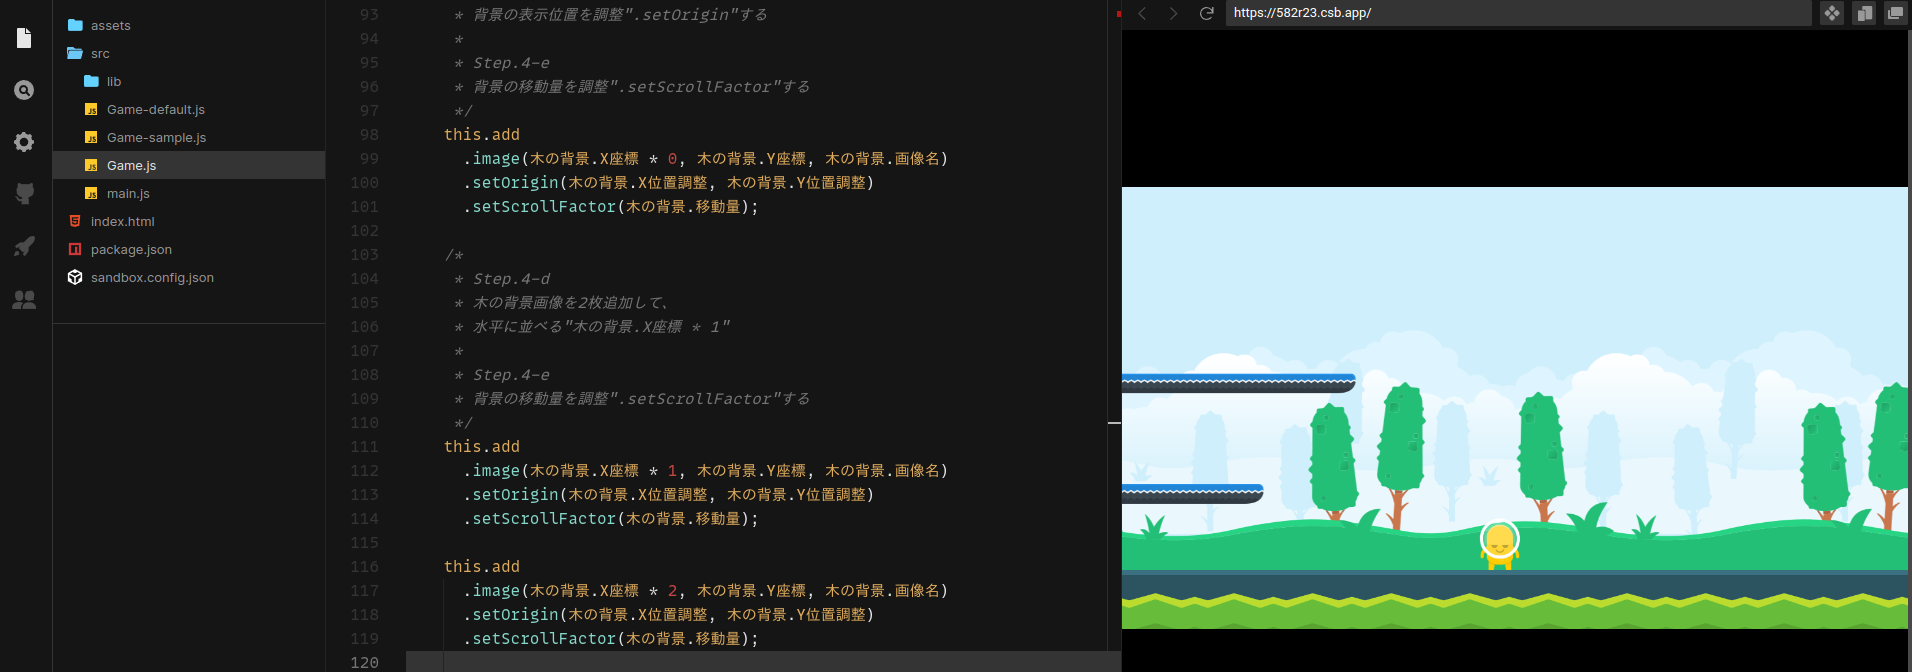 assets
src
lib
Game-default.js
Game-sample.js
Game.js
main.js
index.html
package.json
sandbox.config.json
93 * 背景の表示位置を調整".setOrigin"する
94 *
95 * Step.4-e
96 * 背景の移動量を調整".setScrollFactor"する
97 */
98 this.add
99 .image(木の背景.X座標 * 0, 木の背景.Y座標, 木の背景.画像名)
100 .setOrigin(木の背景.X位置調整, 木の背景.Y位置調整)
101 .setScrollFactor(木の背景.移動量);
102
103 /*
104 * Step.4-d
105 * 木の背景画像を2枚追加して、
106 * 水平に並べる"木の背景.X座標 * 1"
107 *
108 * Step.4-e
109 * 背景の移動量を調整".setScrollFactor"する
110 */
111 this.add
112 .image(木の背景.X座標 * 1, 木の背景.Y座標, 木の背景.画像名)
113 .setOrigin(木の背景.X位置調整, 木の背景.Y位置調整)
114 .setScrollFactor(木の背景.移動量);
115
116 this.add
117 .image(木の背景.X座標 * 2, 木の背景.Y座標, 木の背景.画像名)
118 .setOrigin(木の背景.X位置調整, 木の背景.Y位置調整)
119 .setScrollFactor(木の背景.移動量);
120
https://582r23.csb.app/